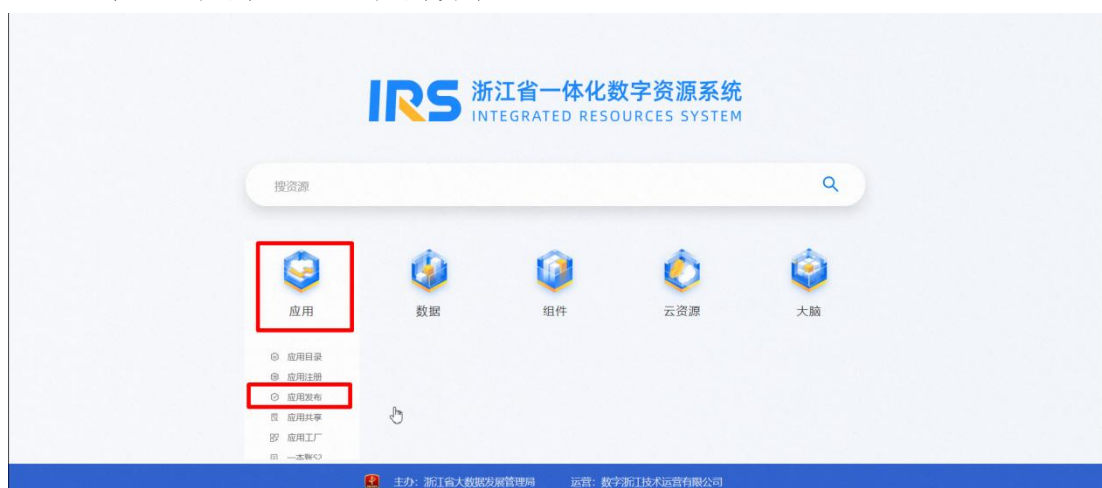 IRS 浙江省一体化数字资源系统
INTEGRATED RESOURCES SYSTEM
搜资源
应用 数据 组件 云资源 大脑
应用目录
应用注册
应用发布
应用共享
应用工厂
主办：浙江省大数据发展管理局 运营：数字浙江技术运营有限公司